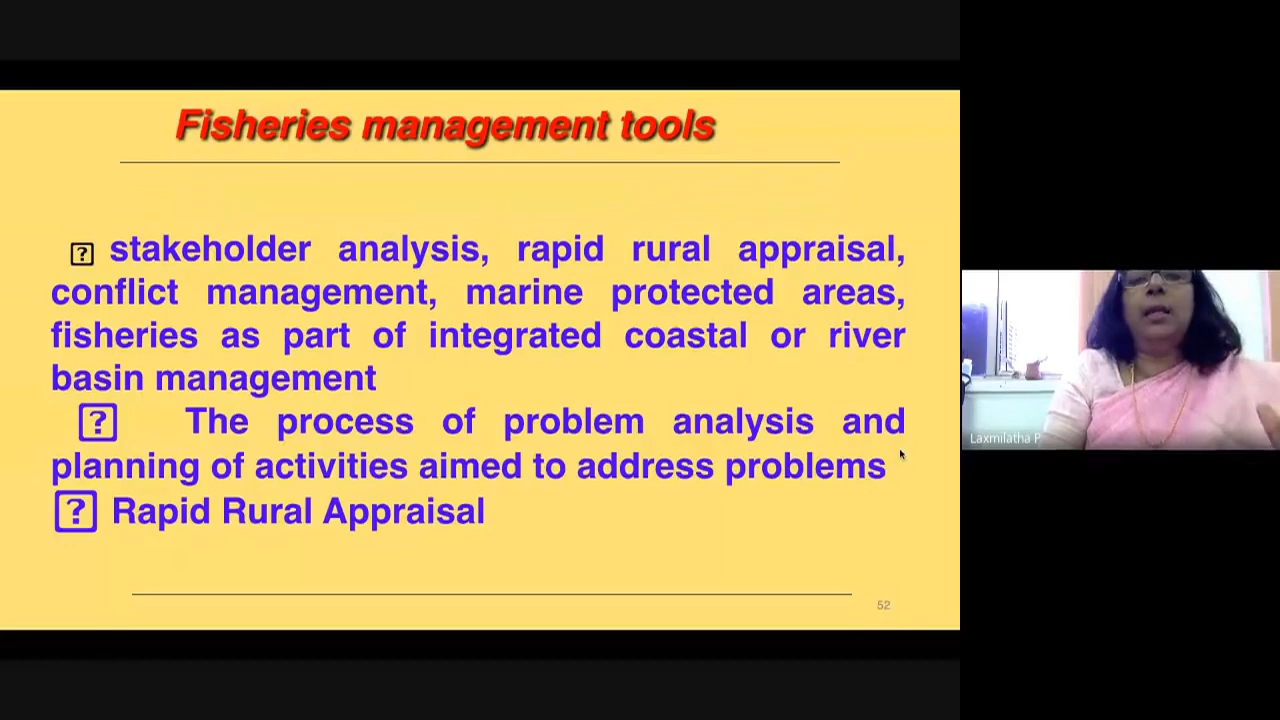 Fisheries management tools
stakeholder analysis, rapid rural appraisal,
conflict management, marine protected areas,
fisheries as part of integrated coastal or river
basin management
The process of problem analysis and
planning of activities aimed to address problems
Rapid Rural Appraisal
52
Laxmilatha P